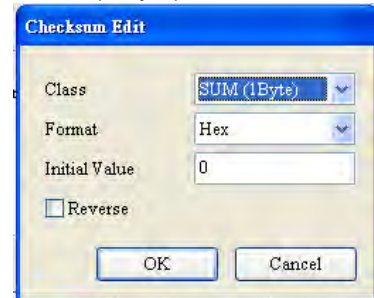 Checksum Edit
Class SUM (1Byte)
Format Hex
Initial Value 0
Reverse
OK Cancel